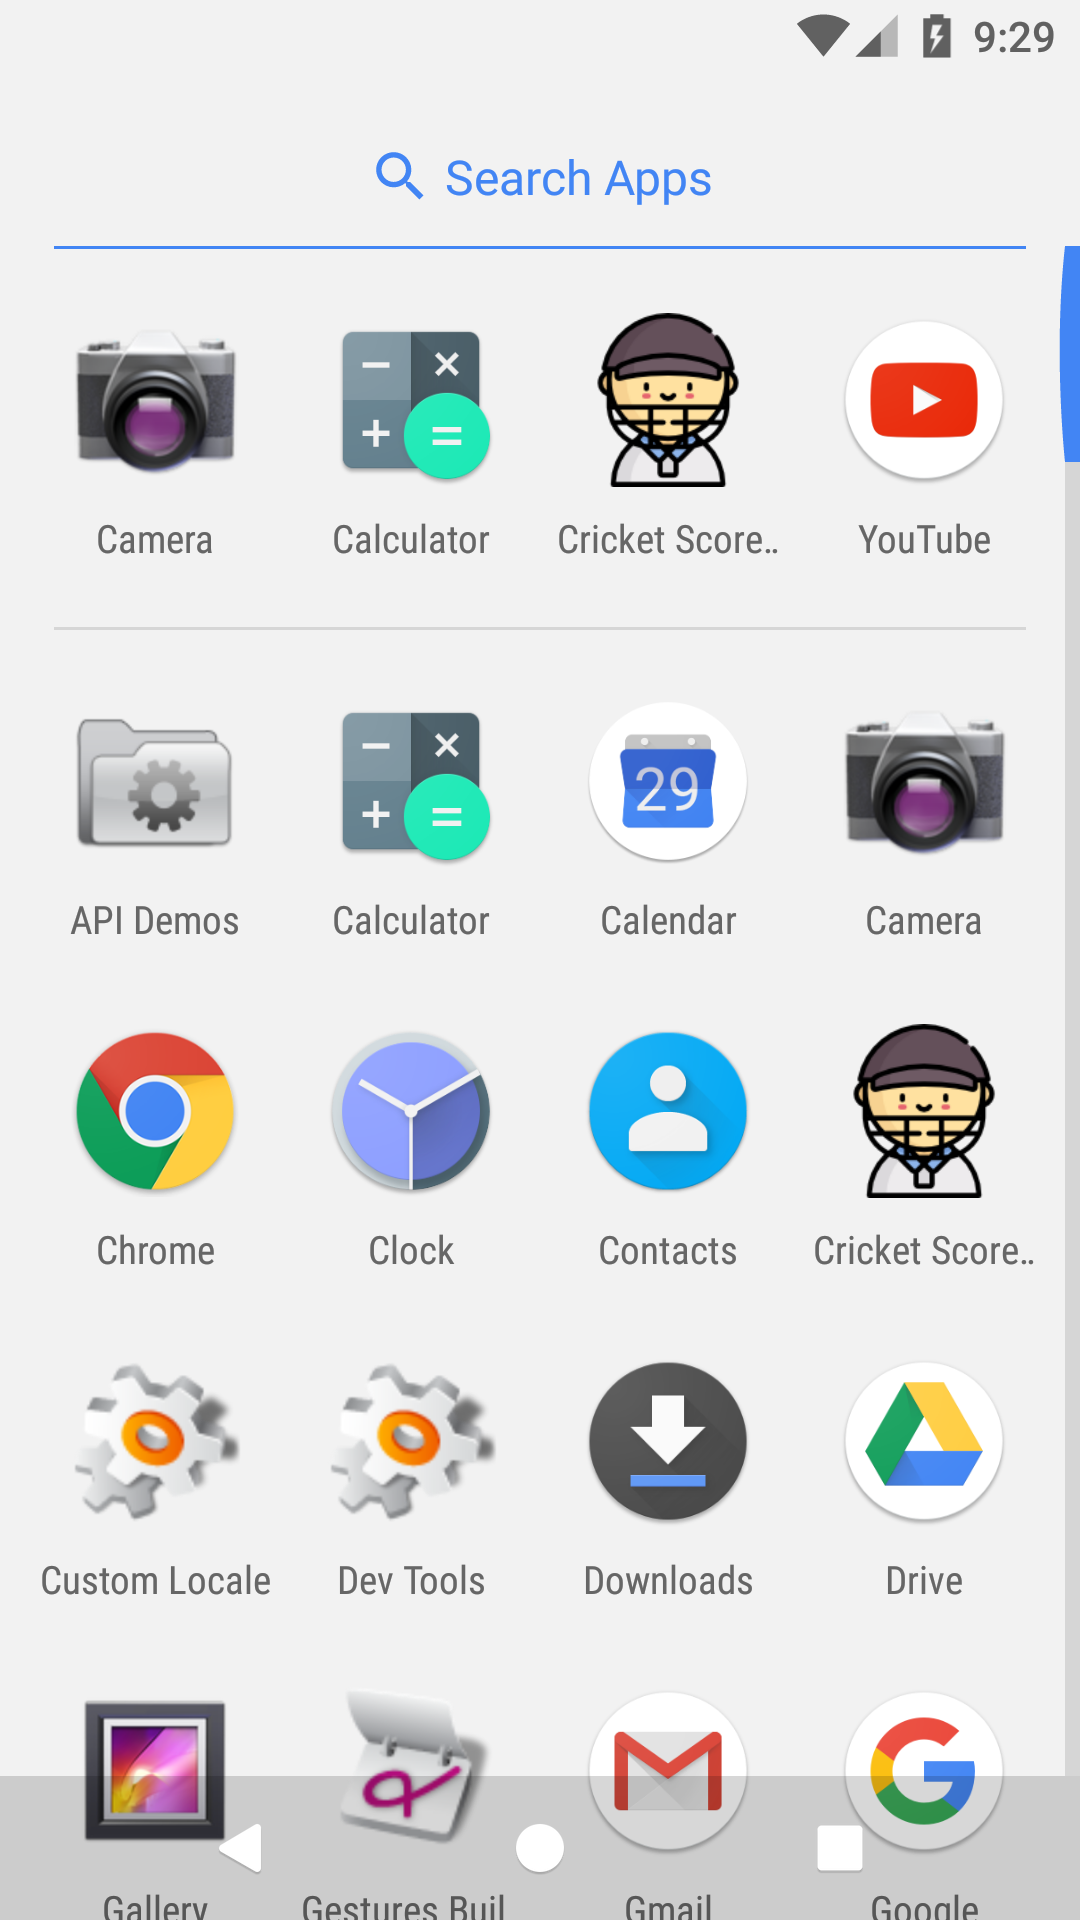 9:29
Search Apps
Camera
Calculator
Cricket Score..
YouTube
API Demos
Calculator
29
Calendar
Camera
Chrome
Clock
Contacts
Cricket Score..
Custom Locale
Dev Tools
Downloads
Drive
Gallery
Gestures Buil
Gmail
Google